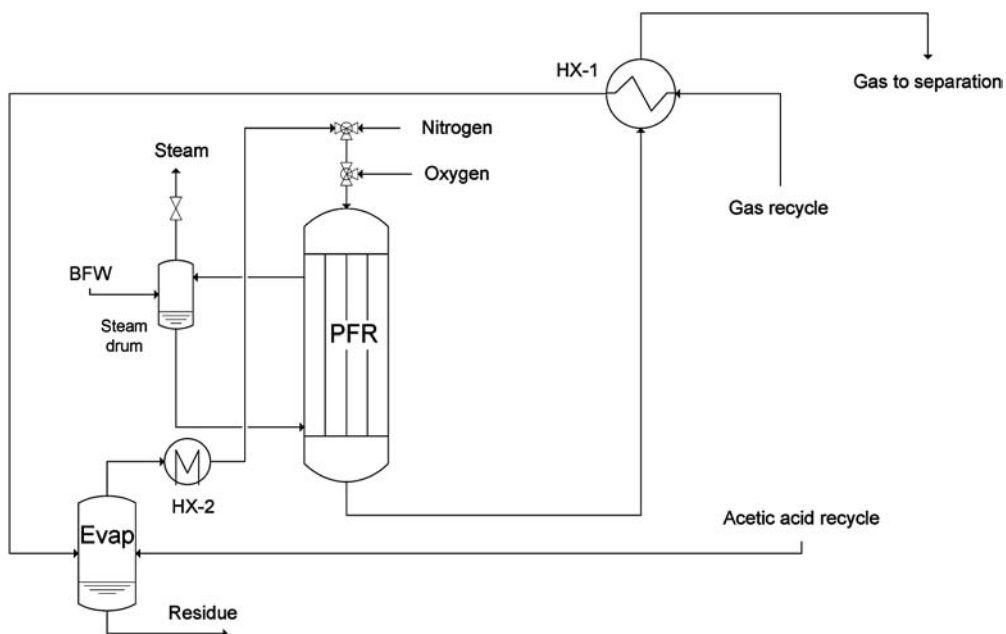 HX-1
Gas to separation
Nitrogen
Steam
Oxygen
Gas recycle
BFW
Steam
drum
PFR
HX-2
Acetic acid recycle
Evap
Residue